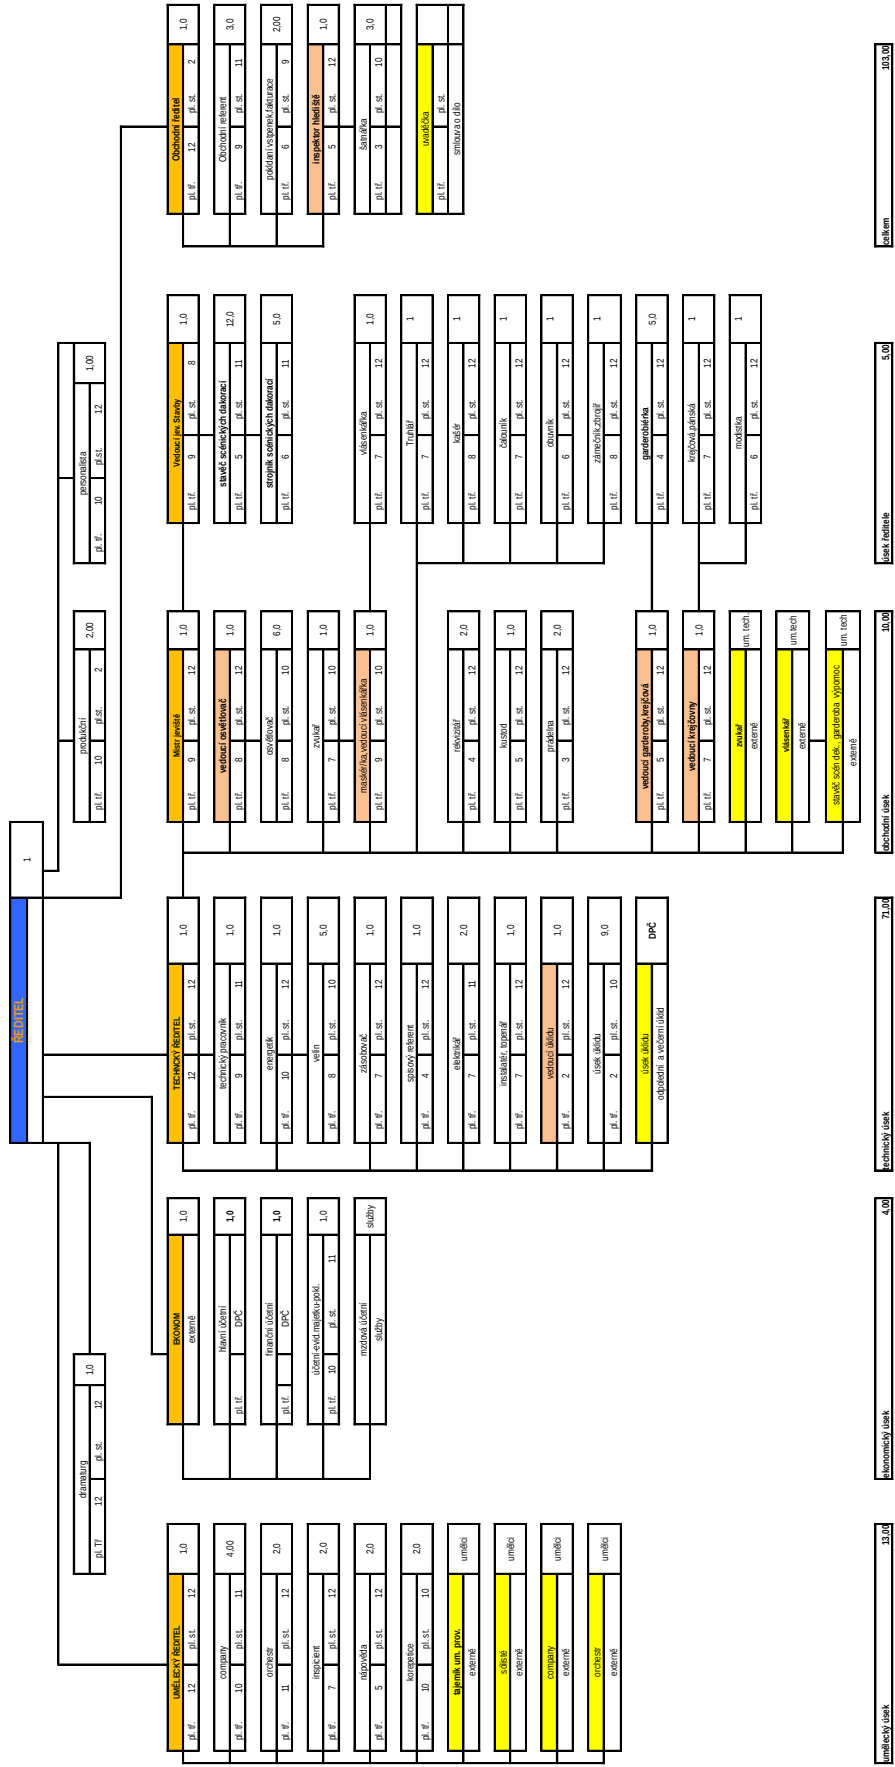 ŘEDITEL
1
dramaturg
1,0
pl. Tř 12 pl. st. 12
produkční
2,00
pl. tř. 10 pl.st. 2
personalista
1,00
pl. tř. 10 pl.st. 12
UMĚLECKÝ ŘEDITEL
1,0
pl. tř. 12 pl. st. 12
company
4,00
pl. tř. 10 pl. st. 11
orchestr
2,0
pl. tř. 11 pl. st. 12
inspicient
2,0
pl. tř. 7 pl. st. 12
nápověda
2,0
pl. tř. 5 pl. st. 12
korepetice
2,0
pl. tř. 10 pl. st. 10
tajemík um. prov.
umělci
externě
sólisté
umělci
externě
company
umělci
externě
orchestr
umělci
externě
EKONOM
1,0
externě
hlavní účetní
1,0
pl. tř. DPČ
finanční účetní
1,0
pl. tř. DPČ
účetní-evid.majetku-pokl.
1,0
pl. tř. 10 pl. st. 11
mzdová účetní
služby
služby
TECHNCKÝ ŘEDITEL
1,0
pl. tř. 12 pl. st. 12
technický pracovník
1,0
pl. tř. 9 pl. st. 11
energetik
1,0
pl. tř. 10 pl. st. 12
velín
5,0
pl. tř. 8 pl. st. 10
zásobovač
1,0
pl. tř. 7 pl. st. 12
spisový referent
1,0
pl. tř. 4 pl. st. 12
elektrikář
2,0
pl. tř. 7 pl. st. 11
instalatér, topenář
1,0
pl. tř. 7 pl. st. 12
vedoucí úklidu
1,0
pl. tř. 2 pl. st. 12
úsek úklidu
9,0
pl. tř. 2 pl. st. 10
úsek úklidu
DPČ
odpolední a večerní úklid
Mistr jeviště
1,0
pl. tř. 9 pl. st. 12
vedoucí osvětlovač
1,0
pl. tř. 8 pl. st. 12
osvětlovač
6,0
pl. tř. 8 pl. st. 10
zvukař
1,0
pl. tř. 7 pl. st. 10
maskér/ka,vedoucí vlásenkářka
1,0
pl. tř. 9 pl. st. 10
rekvizitář
2,0
pl. tř. 4 pl. st. 12
kustod
1,0
pl. tř. 5 pl. st. 12
prádelna
2,0
pl. tř. 3 pl. st. 12
vedoucí garderoby,krejčová
1,0
pl. tř. 5 pl. st. 12
vedoucí krejčovny
1,0
pl. tř. 7 pl. st. 12
zvukař
um. tech.
externě
vlásenkář
um.tech
externě
stavěč scén dek., garderoba výpomoc
um. tech
externě
Vedoucí jev. Stavby
1,0
pl. tř. 9 pl. st. 8
stavěč scénických dakorací
12,0
pl. tř. 5 pl. st. 11
strojník scénických dakorací
5,0
pl. tř. 6 pl. st. 11
vlásenkářka
1,0
pl. tř. 7 pl. st. 12
Truhlář
1
pl. tř. 7 pl. st. 12
kašér
1
pl. tř. 8 pl. st. 12
čalouník
1
pl. tř. 7 pl. st. 12
obuvník
1
pl. tř. 6 pl. st. 12
zámečník,zbrojíř
1
pl. tř. 8 pl. st. 12
garderobiérka
5,0
pl. tř. 4 pl. st. 12
krejčová,pánská
1
pl. tř. 7 pl. st. 12
modistka
1
pl. tř. 6 pl. st. 12
Obchodní ředitel
1,0
pl. tř. 12 pl. st. 2
Obchodní referent
3,0
pl. tř. 9 pl. st. 11
2,00
pl. tř. 6 pl. st. 9
inspektor hlediště
1,0
pl. tř. 5 pl. st. 12
šatnářka
3,0
pl. tř. 3 pl. st. 10
uvaděčka
pl. tř. pl. st.
smlouva o dílo
umělecký úsek 13,00
ekonomický úsek 4,00
technický úsek 71,00
obchodní úsek 10,00
úsek ředitele 5,00
celkem 103,00